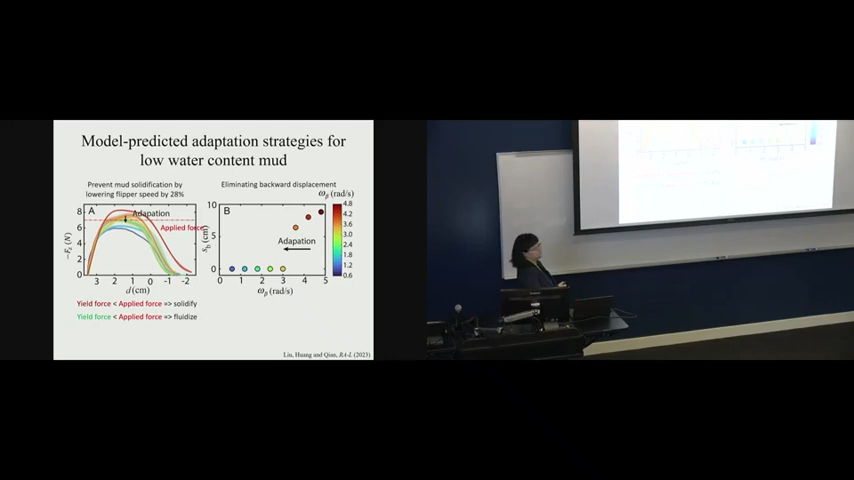 Model-predicted adaptation strategies for
low water content mud
Prevent mud solidification by
lowering flipper speed by 28%
Eliminating backward displacement
ωβ (rad/s)
A
Adapation
Applied force
8
6
4
2
0
3 2 1 0 -1 -2
d (cm)
B
Adaptation
10
5
0
sb (cm)
0 1 2 3 4 5
ωβ (rad/s)
4.8
4.2
3.6
3.0
2.4
1.8
1.2
0.6
Yield force < Applied force => solidify
Yield force < Applied force => fluidize
Liu, Huang and Qian, RA-L (2023)